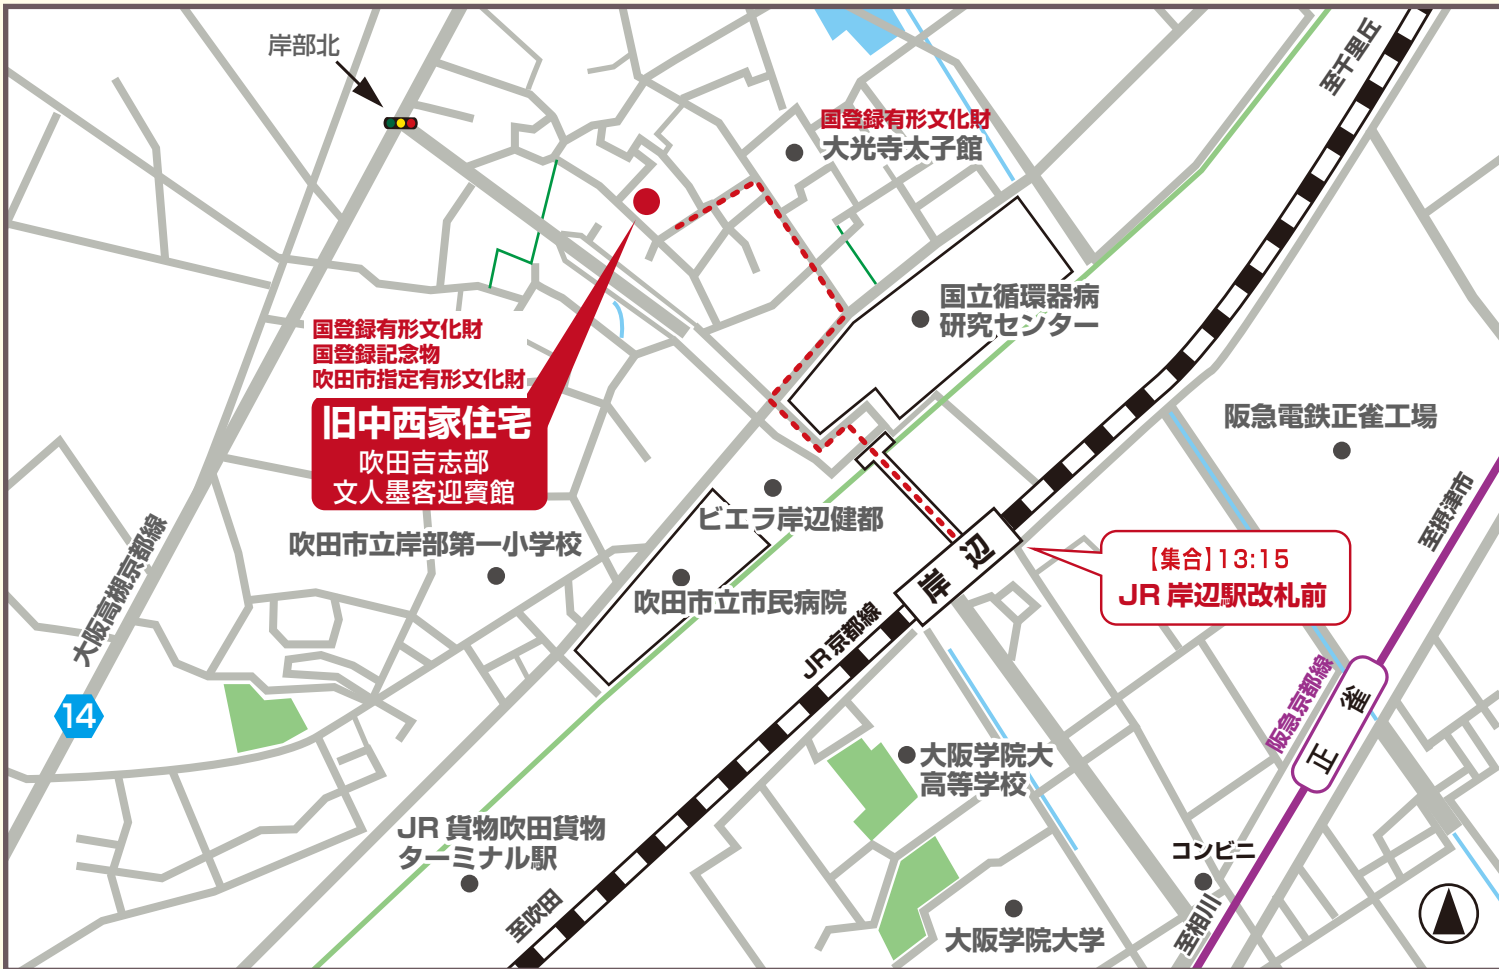 岸部北
至千里丘
国登録有形文化財
大光寺太子館
国立循環器病
研究センター
国登録有形文化財
国登録記念物
吹田市指定有形文化財
旧中西家住宅
吹田吉志部
文人墨客迎賓館
阪急電鉄正雀工場
ビエラ岸辺健都
吹田市立岸部第一小学校
大阪高槻京都線
至摂津市
岸辺
【集合】13:15
JR 岸辺駅改札前
吹田市立市民病院
JR京都線
阪急京都線
正雀
14
大阪学院大
高等学校
JR 貨物吹田貨物
ターミナル駅
コンビニ
至吹田
至相川
大阪学院大学